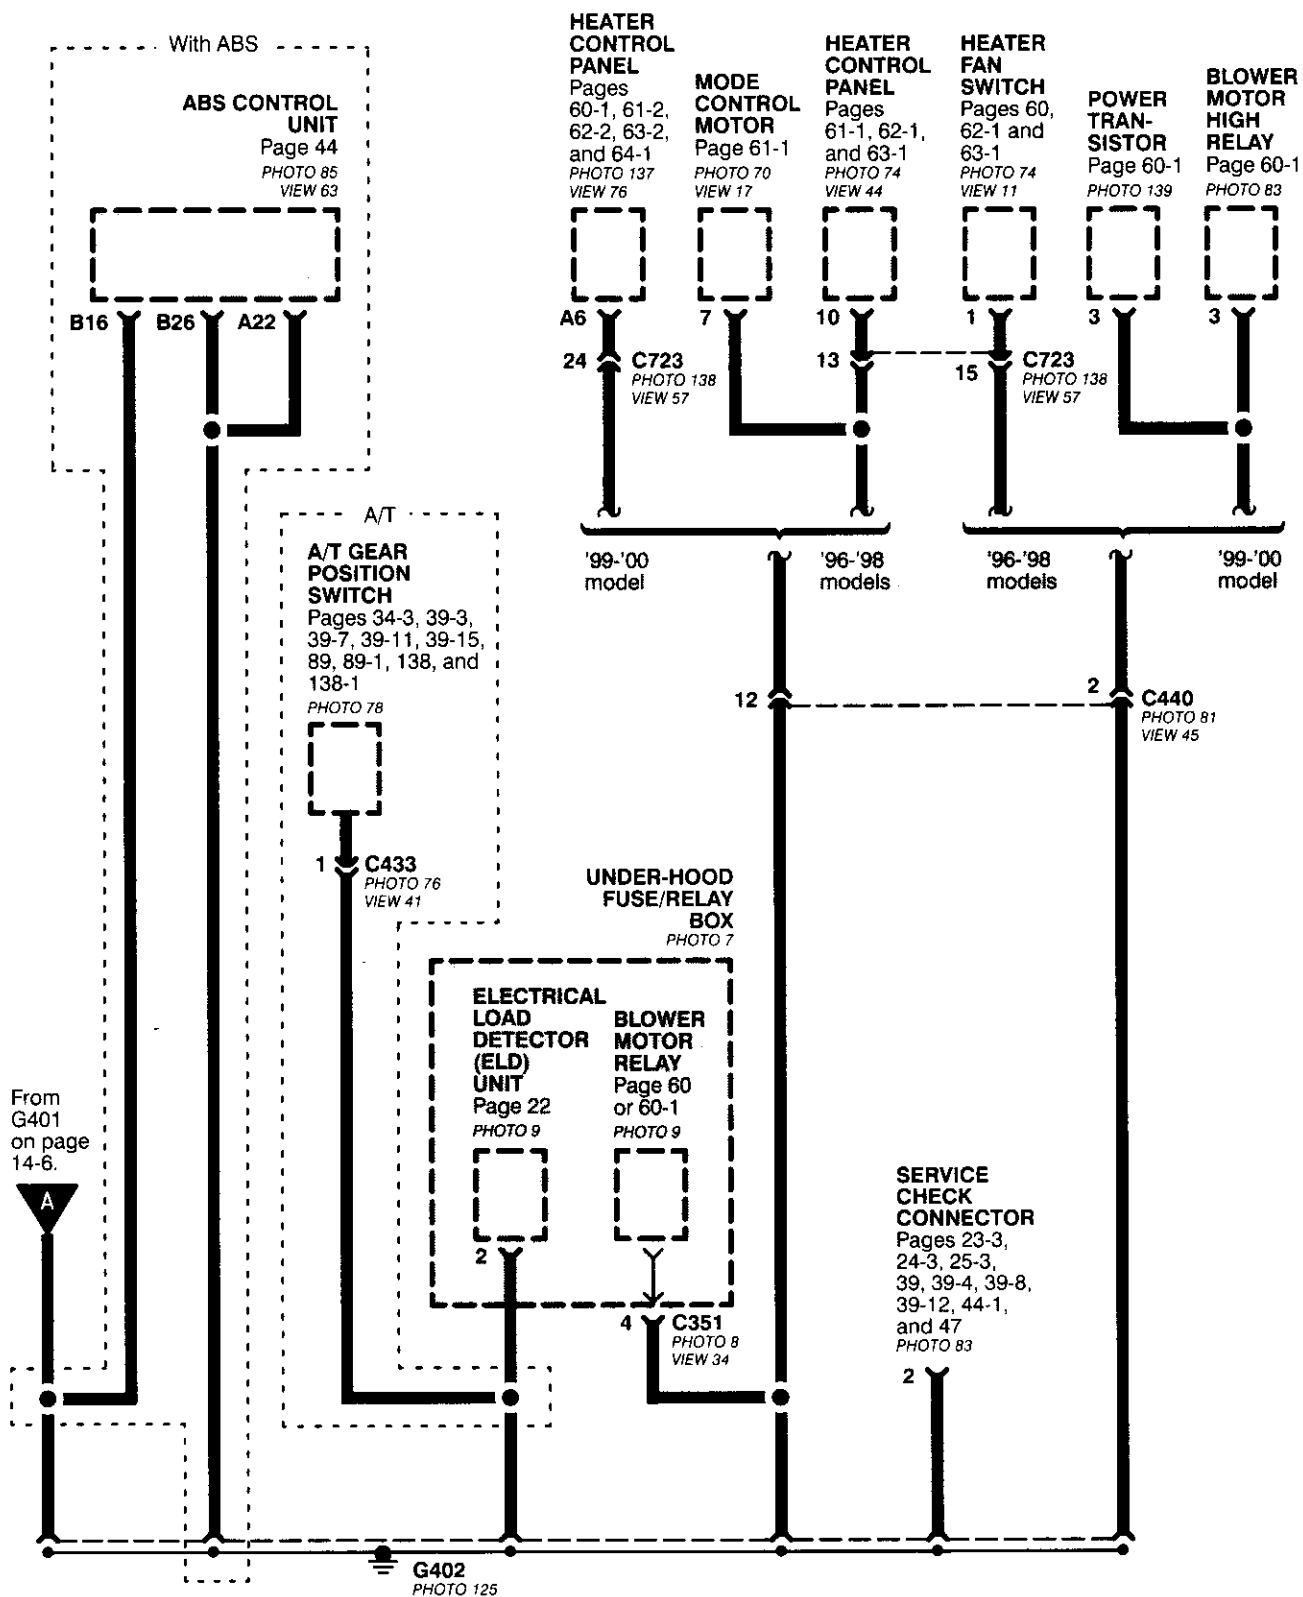 With ABS
ABS CONTROL
UNIT
Page 44
PHOTO 85
VIEW 63
B16
B26
A22
HEATER
CONTROL
PANEL
Pages
60-1, 61-2,
62-2, 63-2,
and 64-1
PHOTO 137
VIEW 76
MODE
CONTROL
MOTOR
Page 61-1
PHOTO 70
VIEW 17
HEATER
CONTROL
PANEL
Pages
61-1, 62-1,
and 63-1
PHOTO 74
VIEW 44
HEATER
FAN
SWITCH
Pages 60,
62-1 and
63-1
PHOTO 74
VIEW 11
POWER
TRAN-
SISTOR
Page 60-1
PHOTO 139
BLOWER
MOTOR
HIGH
RELAY
Page 60-1
PHOTO 83
A6
7
10
1
3
3
24
C723
PHOTO 138
VIEW 57
13
15
C723
PHOTO 138
VIEW 57
'99-'00
model
'96-'98
models
'96-'98
models
'99-'00
model
A/T
A/T GEAR
POSITION
SWITCH
Pages 34-3, 39-3,
39-7, 39-11, 39-15,
89, 89-1, 138, and
138-1
PHOTO 78
1
C433
PHOTO 76
VIEW 41
12
2
C440
PHOTO 81
VIEW 45
UNDER-HOOD
FUSE/RELAY
BOX
PHOTO 7
ELECTRICAL
LOAD
DETECTOR
(ELD)
UNIT
Page 22
PHOTO 9
BLOWER
MOTOR
RELAY
Page 60
or 60-1
PHOTO 9
2
4
C351
PHOTO 8
VIEW 34
From
G401
on page
14-6.
A
SERVICE
CHECK
CONNECTOR
Pages 23-3,
24-3, 25-3,
39, 39-4, 39-8,
39-12, 44-1,
and 47
PHOTO 83
2
G402
PHOTO 125